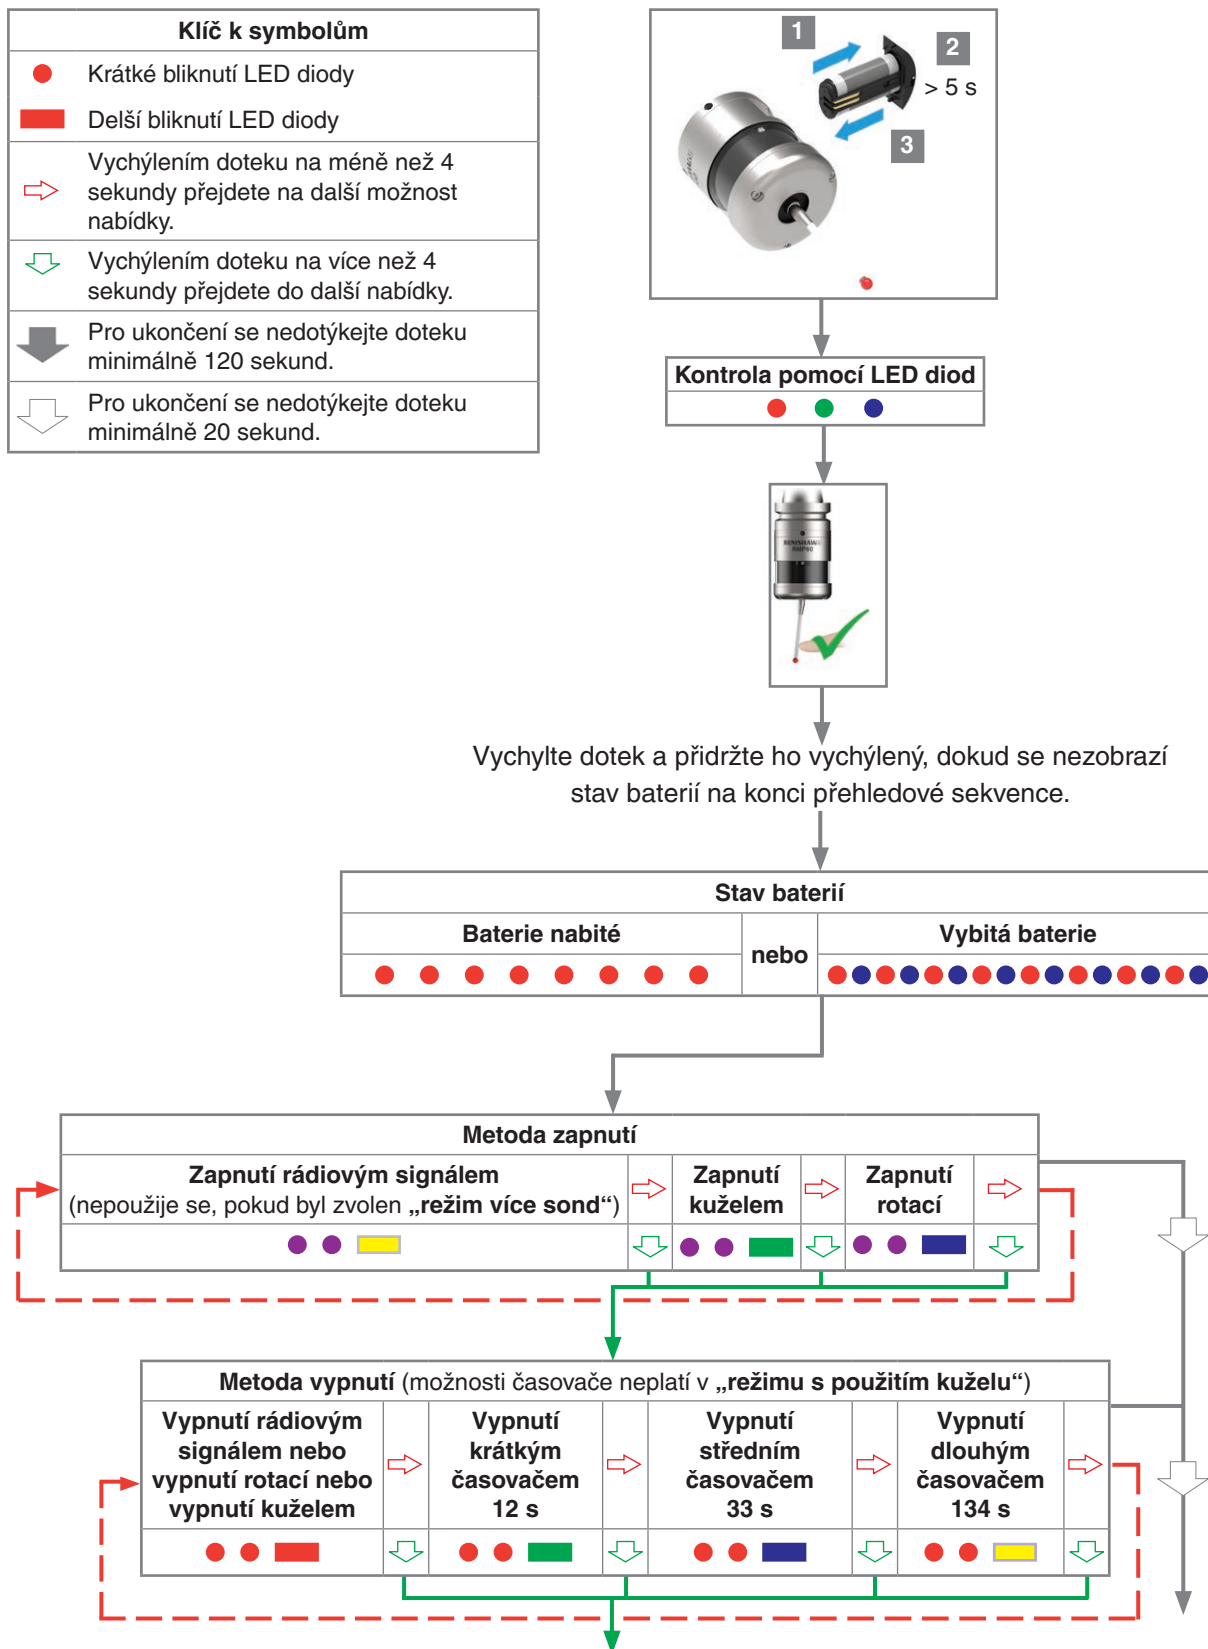 Klíč k symbolům
Krátké bliknutí LED diody
Delší bliknutí LED diody
Vychýlením doteku na méně než 4
sekundy přejdete na další možnost
nabídky.
Vychýlením doteku na více než 4
sekundy přejdete do další nabídky.
Pro ukončení se nedotýkejte doteku
minimálně 120 sekund.
Pro ukončení se nedotýkejte doteku
minimálně 20 sekund.
1
2
> 5 s
3
Kontrola pomocí LED diod
RENISHAW
RMP60
Vychylte dotek a přidržte ho vychýlený, dokud se nezobrazí
stav baterií na konci přehledové sekvence.
Stav baterií
Baterie nabité
nebo
Vybitá baterie
Metoda zapnutí
Zapnutí rádiovým signálem
(nepoužije se, pokud byl zvolen „režim více sond“)
Zapnutí
kuželem
Zapnutí
rotací
Metoda vypnutí (možnosti časovače neplatí v „režimu s použitím kuželu“)
Vypnutí rádiovým
signálem nebo
vypnutí rotací nebo
vypnutí kuželem
Vypnutí
krátkým
časovačem
12 s
Vypnutí
středním
časovačem
33 s
Vypnutí
dlouhým
časovačem
134 s